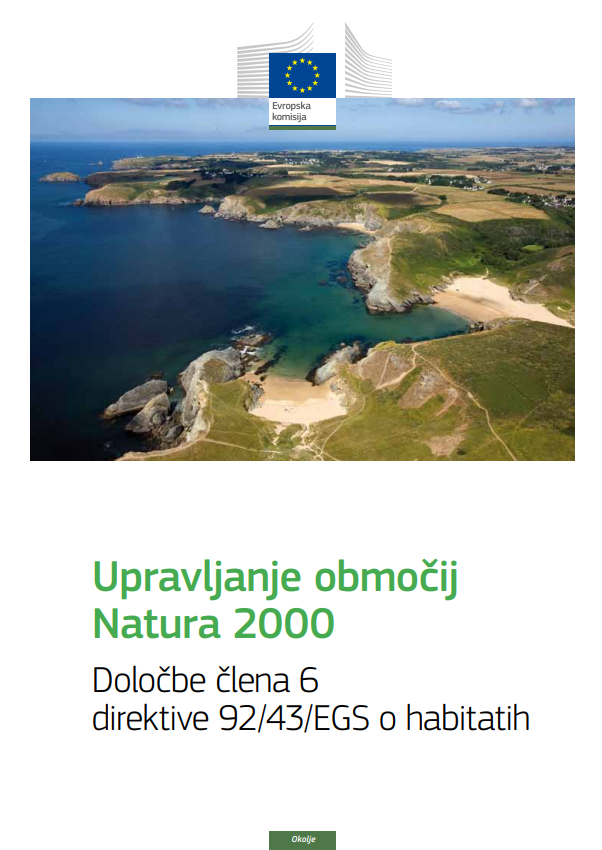 Evropska
komisija
Upravljanje območij
Natura 2000
Določbe člena 6
direktive 92/43/EGS o habitatih
Okolje